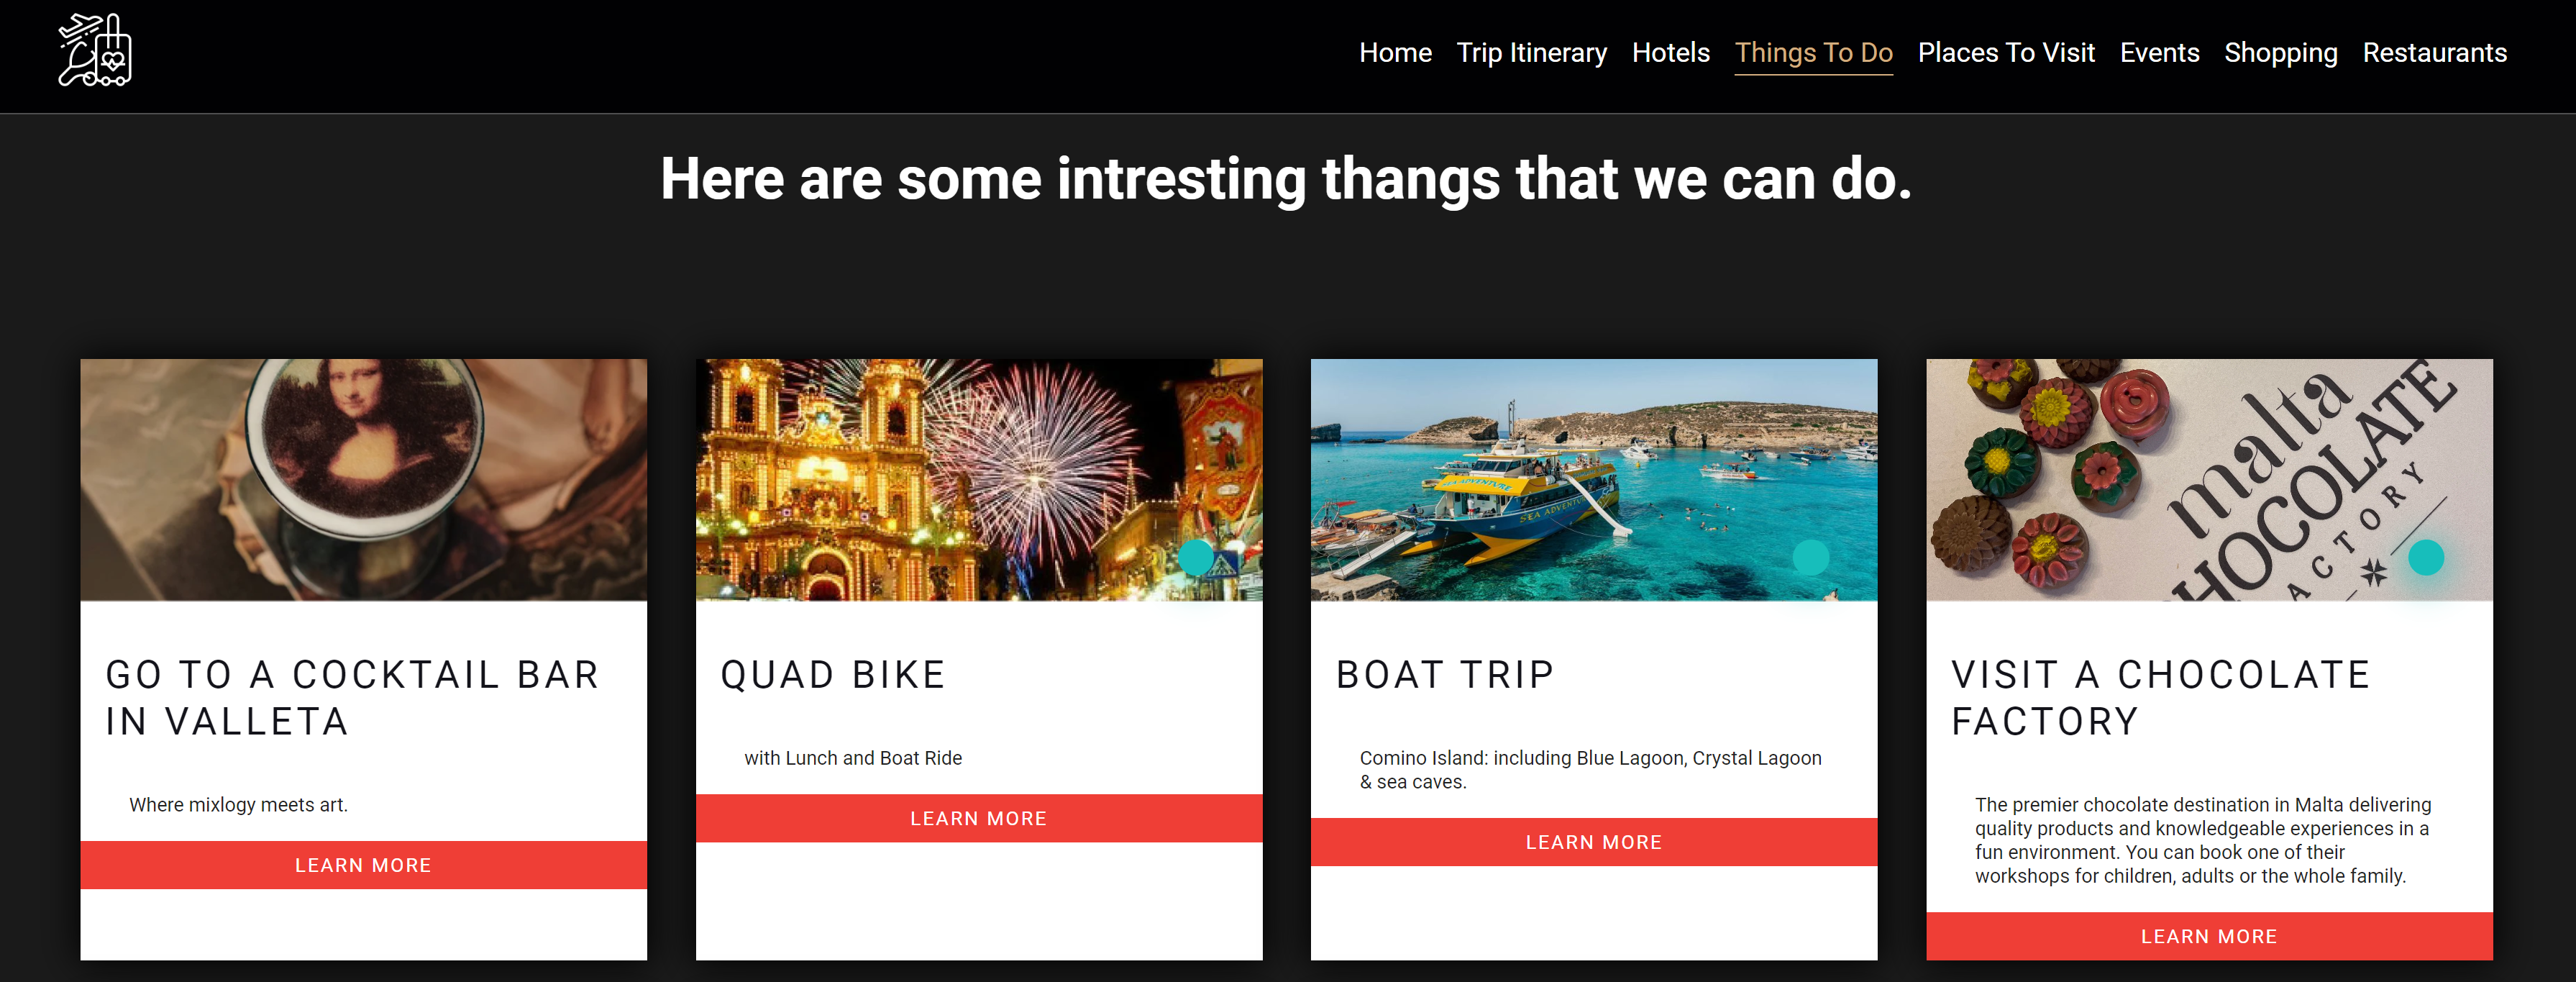 Home Trip Itinerary Hotels Things To Do Places To Visit Events Shopping Restaurants
Here are some intresting thangs that we can do.
SEA ADVENTURE
SEA ADVENTURE
malta
HOCOLATE
ACTORY
GO TO A COCKTAIL BAR
IN VALLETA
Where mixlogy meets art.
LEARN MORE
QUAD BIKE
with Lunch and Boat Ride
LEARN MORE
BOAT TRIP
Comino Island: including Blue Lagoon, Crystal Lagoon
& sea caves.
LEARN MORE
VISIT A CHOCOLATE
FACTORY
The premier chocolate destination in Malta delivering
quality products and knowledgeable experiences in a
fun environment. You can book one of their
workshops for children, adults or the whole family.
LEARN MORE